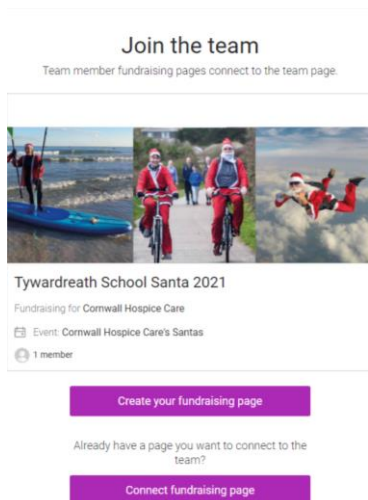 Join the team
Team member fundraising pages connect to the team page.
Tywardreath School Santa 2021
Fundraising for Cornwall Hospice Care
Event: Cornwall Hospice Care's Santas
1 member
Create your fundraising page
Already have a page you want to connect to the
team?
Connect fundraising page